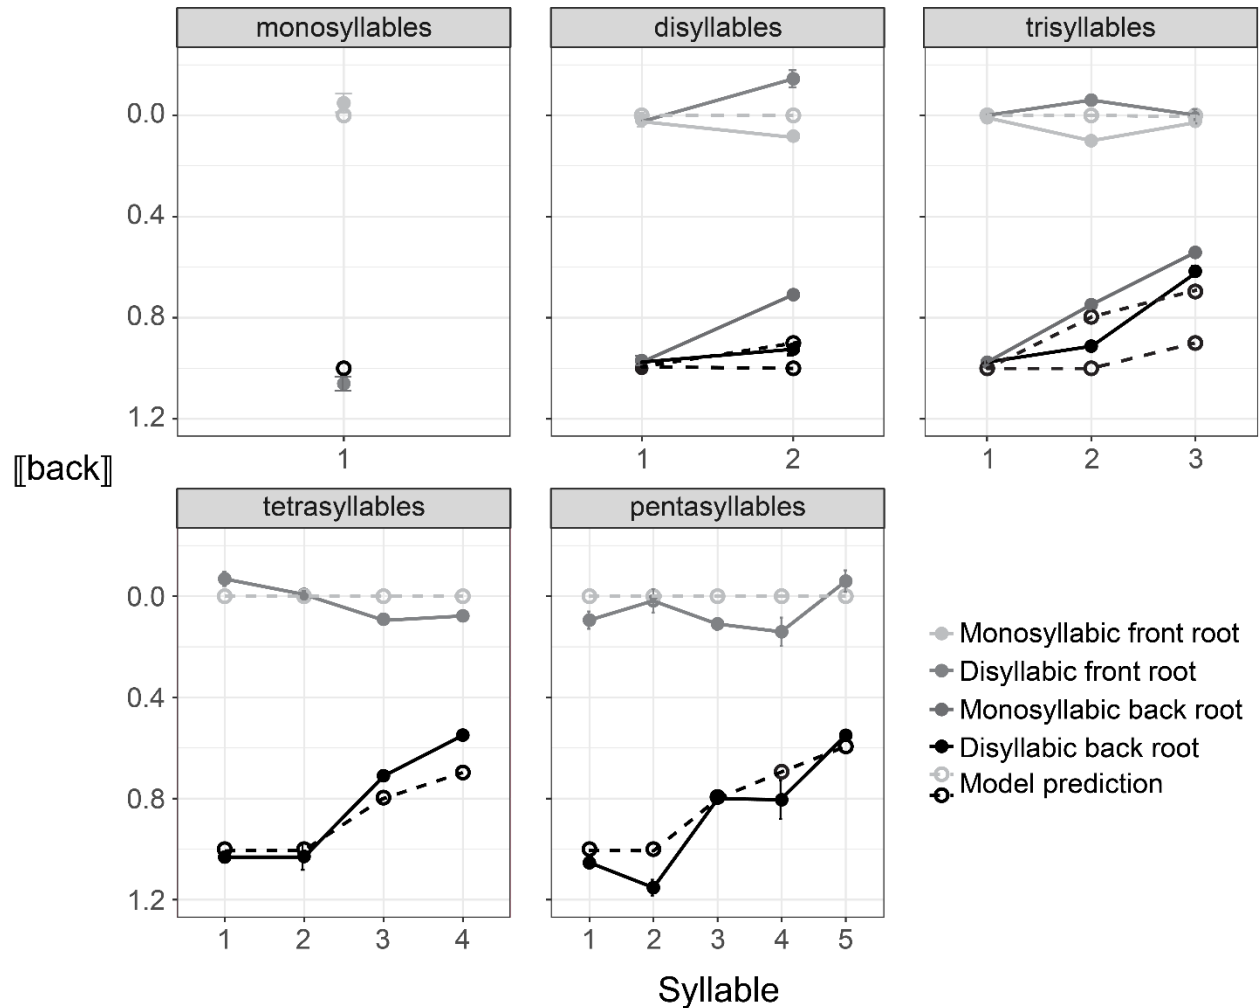 monosyllables
disyllables
trisyllables
0.0
0.4
0.8
1.2
1
1 2
1 2 3
⟦back⟧
tetrasyllables
pentasyllables
0.0
0.4
0.8
1.2
1 2 3 4
1 2 3 4 5
Monosyllabic front root
Disyllabic front root
Monosyllabic back root
Disyllabic back root
Model prediction
Syllable